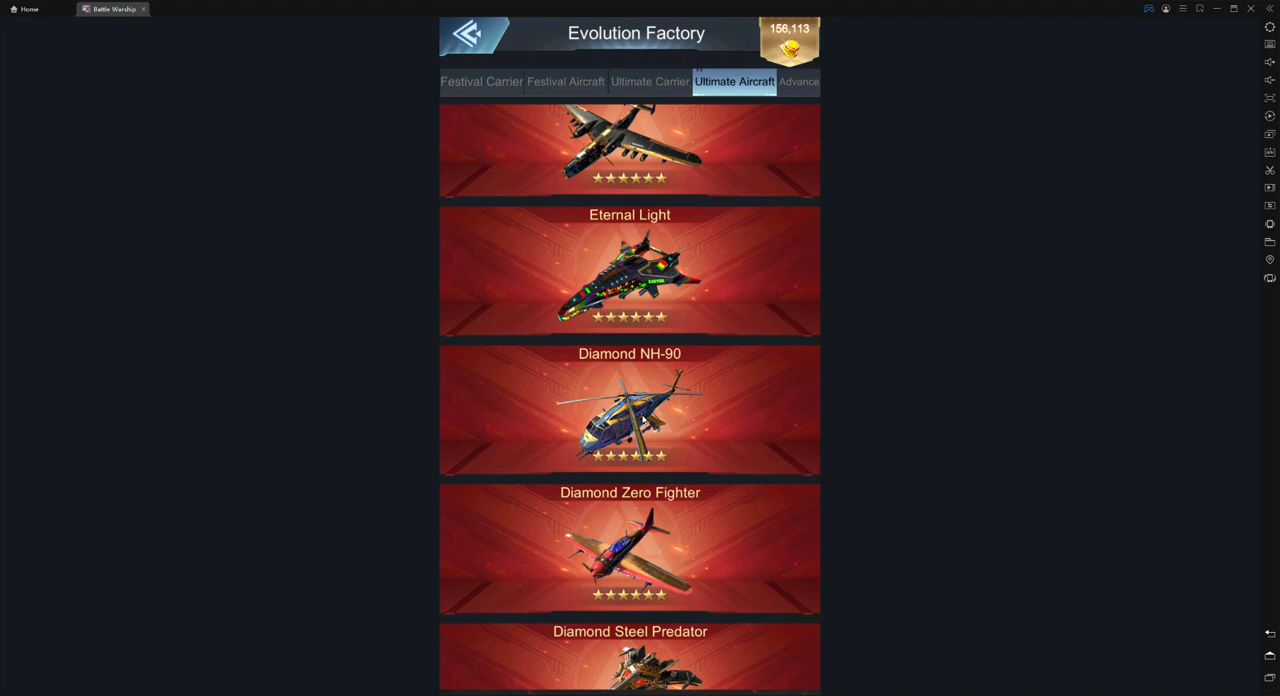 Home
Battle Warship
Evolution Factory
156,113
Festival Carrier
Festival Aircraft
Ultimate Carrier
Ultimate Aircraft
Advance
Eternal Light
Diamond NH-90
Diamond Zero Fighter
Diamond Steel Predator